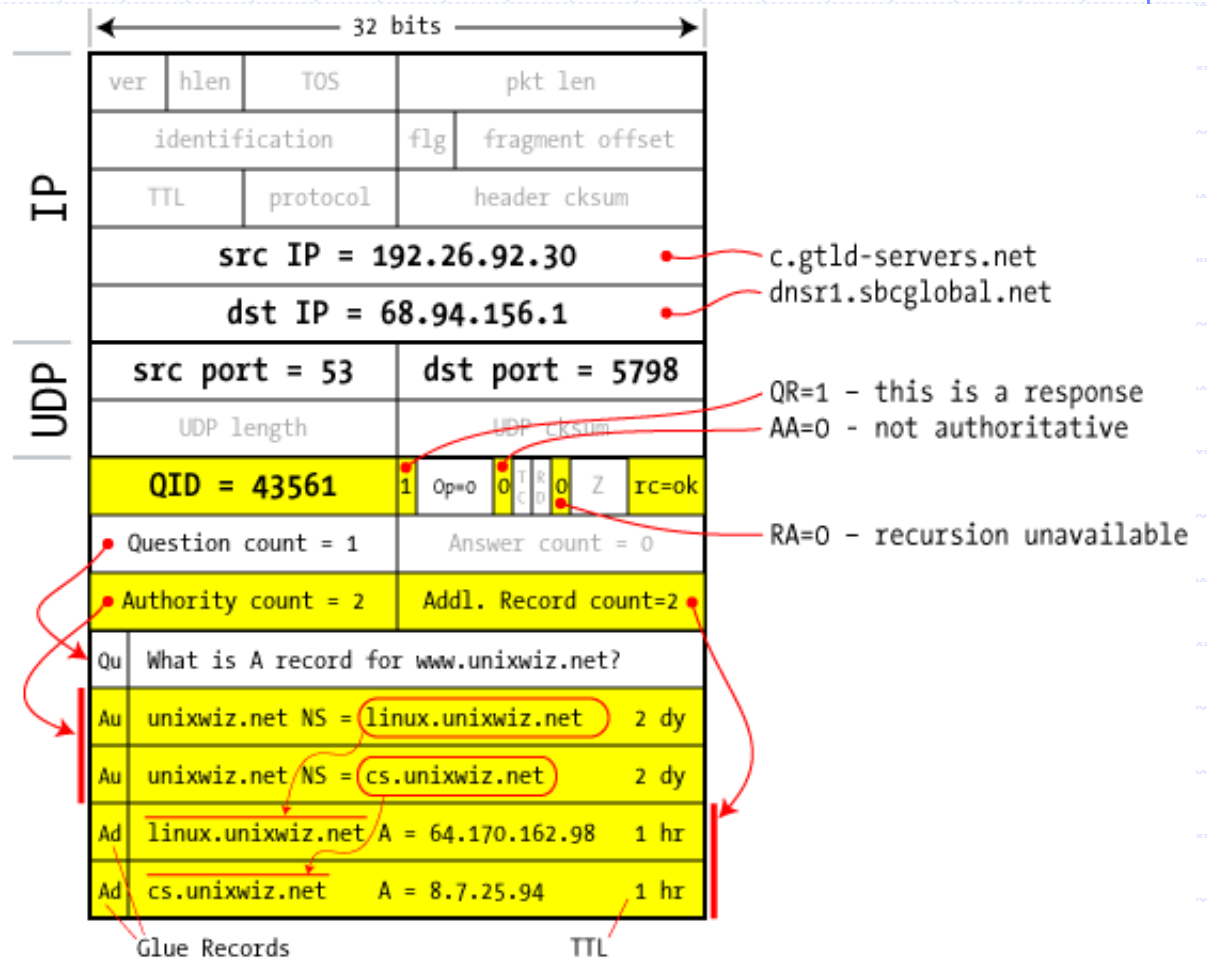 32 bits
ver hlen TOS pkt len
identification flg fragment offset
IP
TTL protocol header cksum
src IP = 192.26.92.30 c.gtld-servers.net
dst IP = 68.94.156.1 dnsr1.sbcglobal.net
UDP
src port = 53 dst port = 5798
QR=1 – this is a response
UDP length UDP cksum AA=0 - not authoritative
QID = 43561 1 Op=0 0 TC RD 0 Z rc=ok
RA=0 – recursion unavailable
Question count = 1 Answer count = 0
Authority count = 2 Addl. Record count=2
Qu What is A record for www.unixwiz.net?
Au unixwiz.net NS = linux.unixwiz.net 2 dy
Au unixwiz.net NS = cs.unixwiz.net 2 dy
Ad linux.unixwiz.net A = 64.170.162.98 1 hr
Ad cs.unixwiz.net A = 8.7.25.94 1 hr
Glue Records TTL